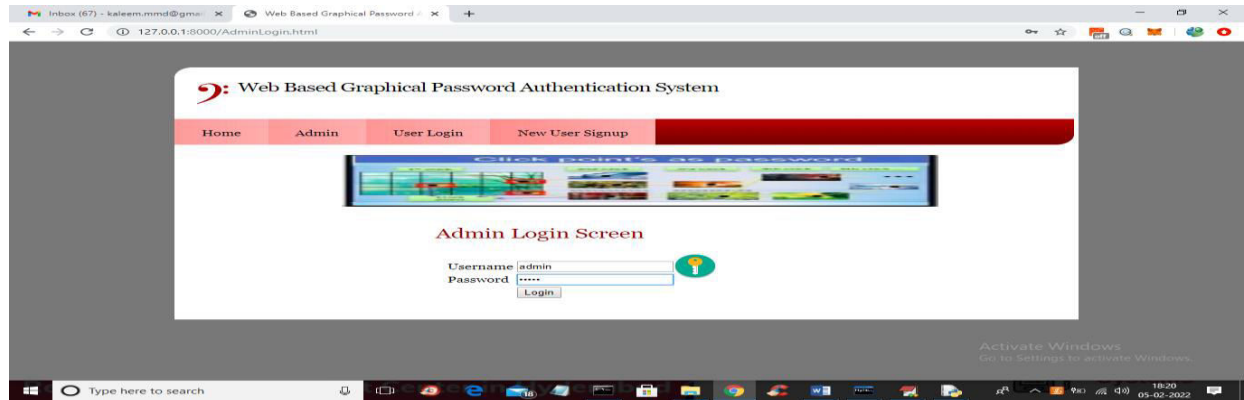 Inbox (67) - kaleem.mmd@gma
Web Based Graphical Password A
127.0.0.1:8000/AdminLogin.html
Web Based Graphical Password Authentication System
Home Admin User Login New User Signup
Click point's as password
Admin Login Screen
Username admin
Password •••••
Login
Activate Windows
Go to Settings to activate Windows.
Type here to search
18:20
05-02-2022